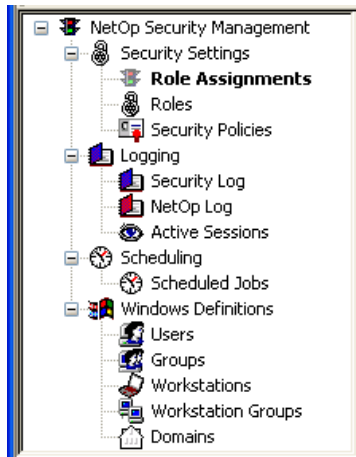 NetOp Security Management
Security Settings
Role Assignments
Roles
Security Policies
Logging
Security Log
NetOp Log
Active Sessions
Scheduling
Scheduled Jobs
Windows Definitions
Users
Groups
Workstations
Workstation Groups
Domains